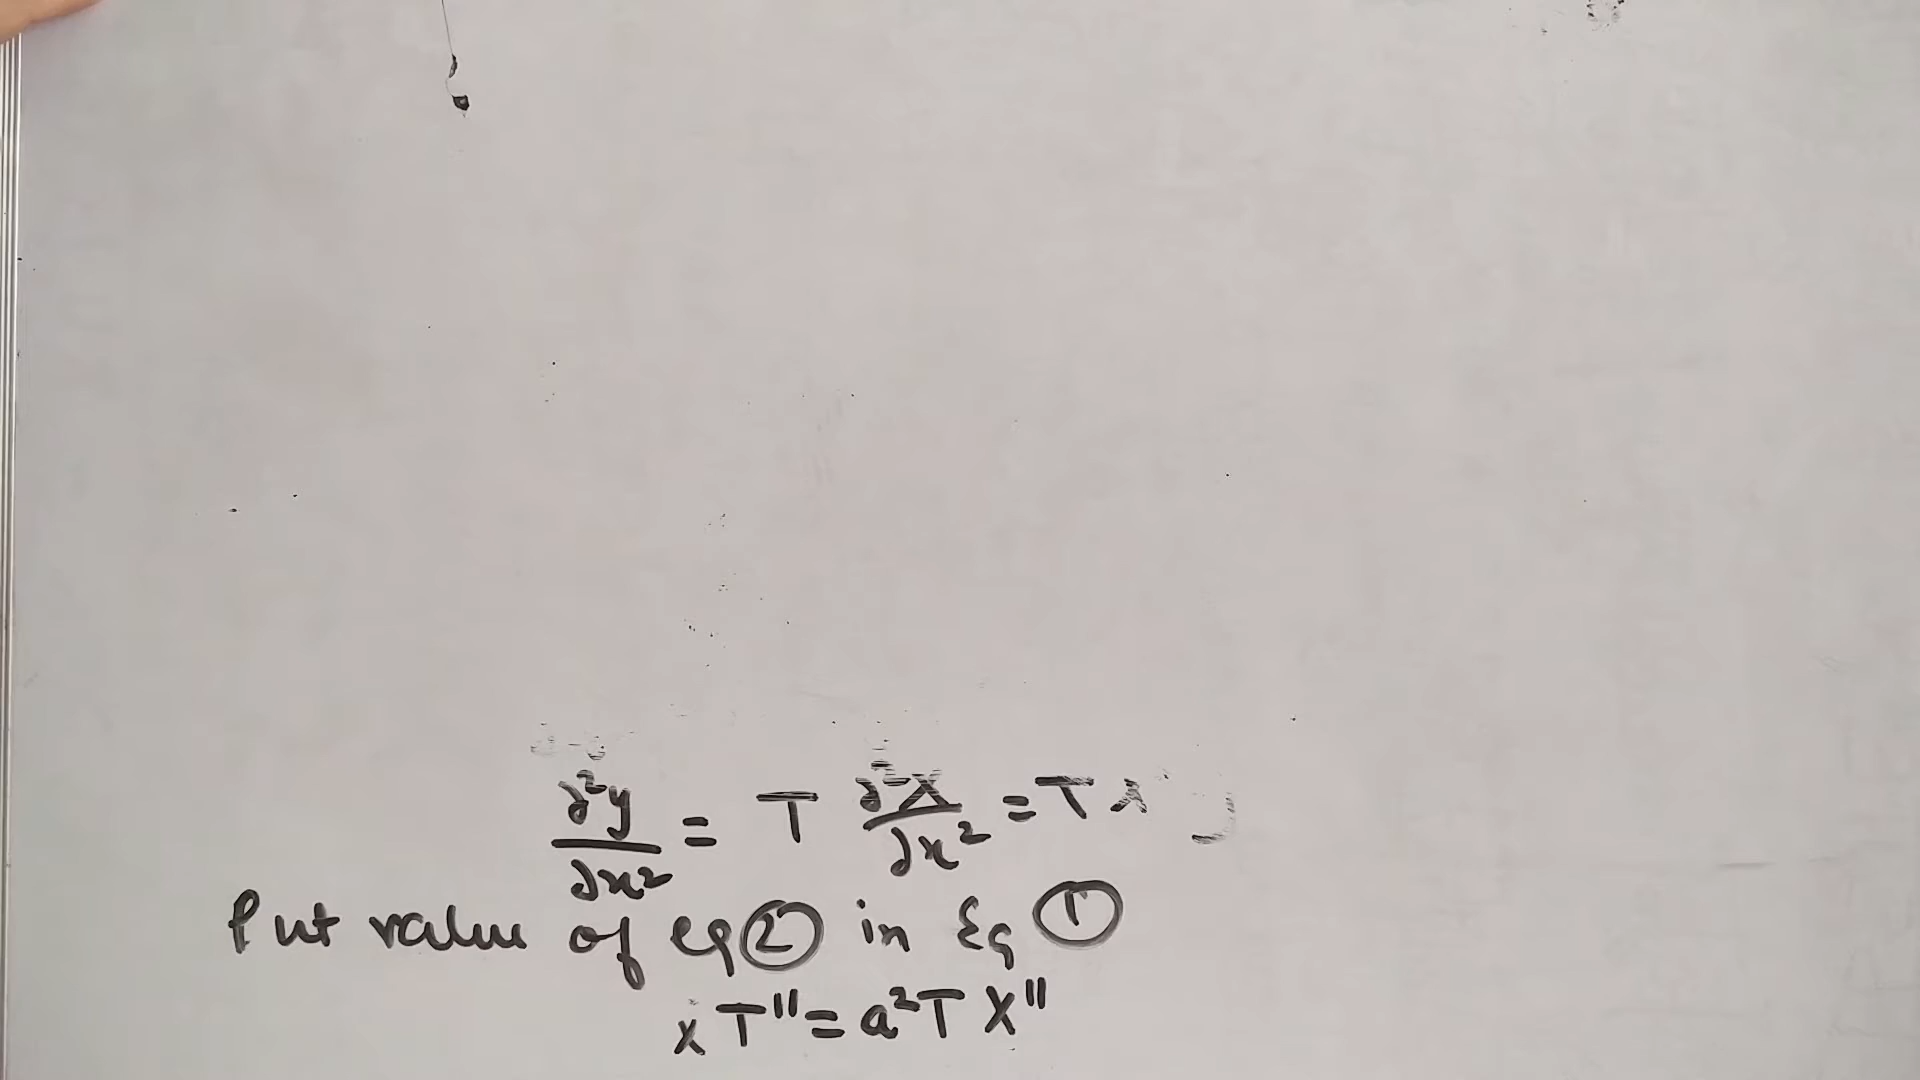 ∂²y/∂x² = T ∂²X/∂x² = T X
Put value of eq ② in Eq ①
X T'' = a² T X''